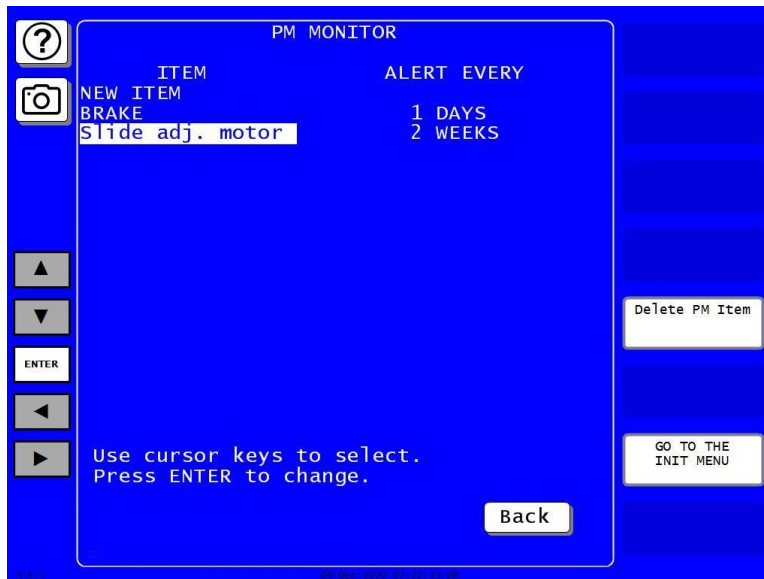 ?
PM MONITOR
ITEM ALERT EVERY
NEW ITEM
BRAKE 1 DAYS
Slide adj. motor 2 WEEKS
ENTER
Delete PM Item
Use cursor keys to select.
Press ENTER to change.
GO TO THE
INIT MENU
Back